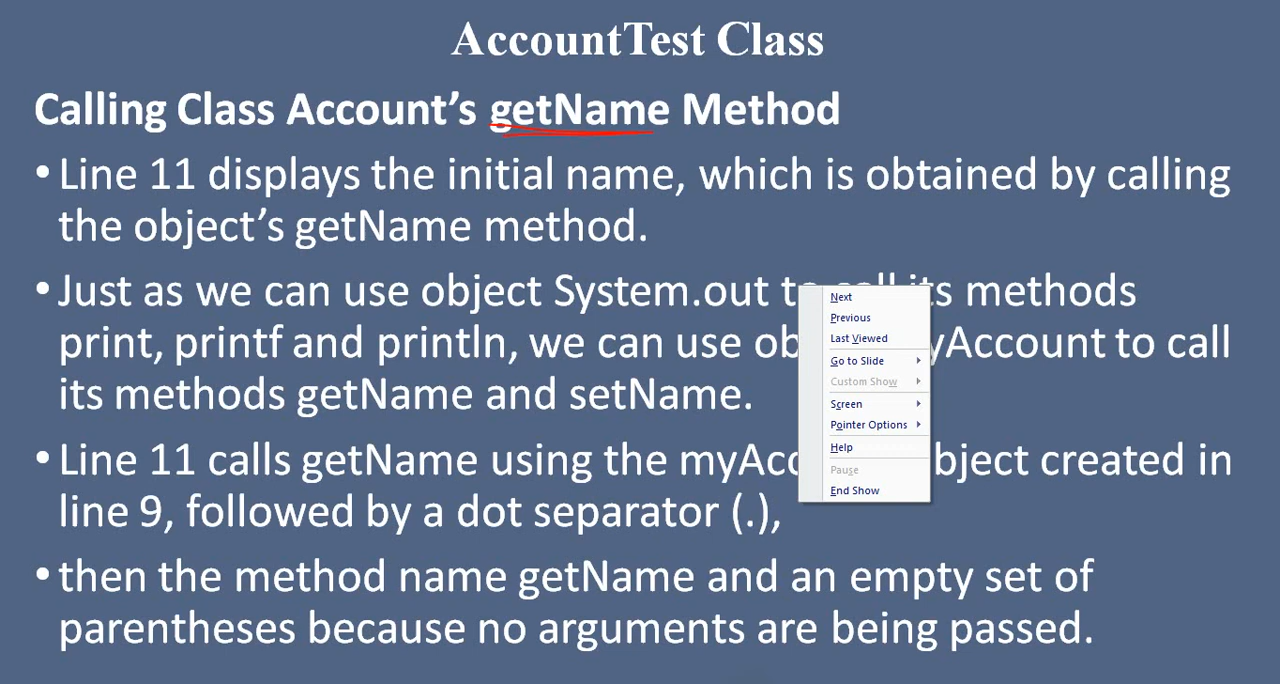 AccountTest Class
Calling Class Account’s getName Method
• Line 11 displays the initial name, which is obtained by calling
the object’s getName method.
• Just as we can use object System.out to call its methods
print, printf and println, we can use ob yAccount to call
its methods getName and setName.
• Line 11 calls getName using the myAcc bject created in
line 9, followed by a dot separator (.),
• then the method name getName and an empty set of
parentheses because no arguments are being passed.
Next
Previous
Last Viewed
Go to Slide
Custom Show
Screen
Pointer Options
Help
Pause
End Show